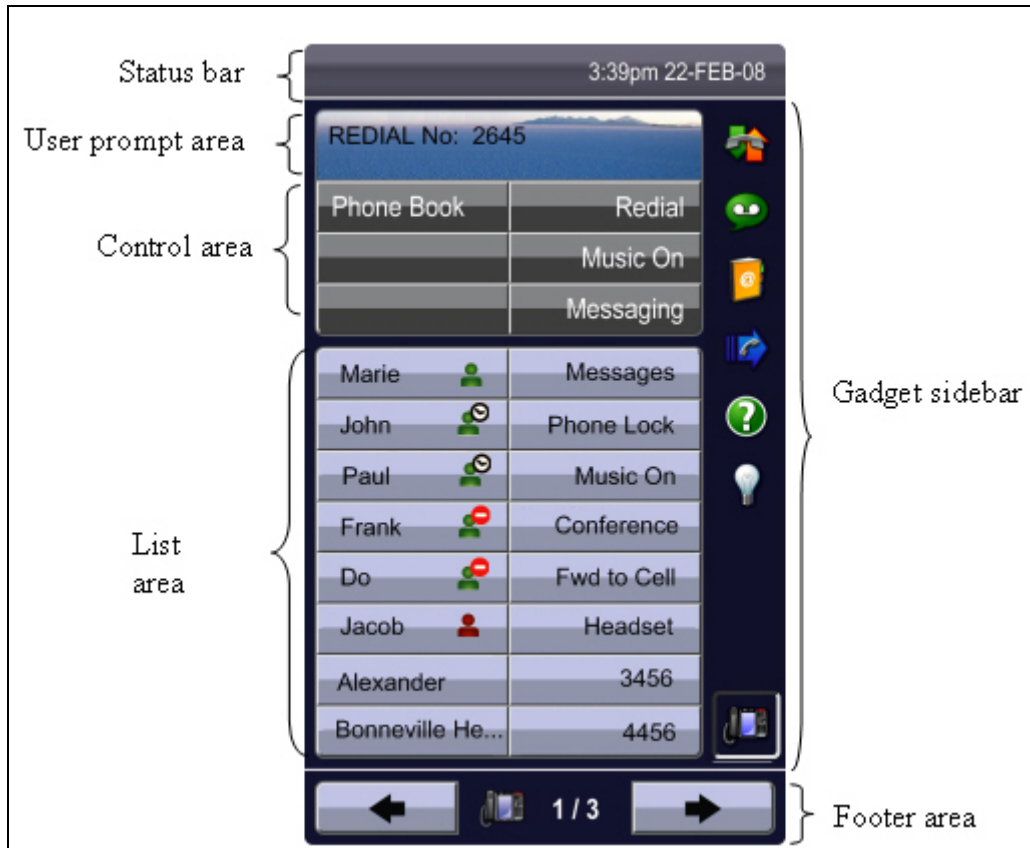 Status bar
3:39pm 22-FEB-08
User prompt area
REDIAL No: 2645
Control area
Phone Book Redial
Music On
Messaging
List
area
Marie Messages
John Phone Lock
Paul Music On
Frank Conference
Do Fwd to Cell
Jacob Headset
Alexander 3456
Bonneville He... 4456
Gadget sidebar
1 / 3
Footer area